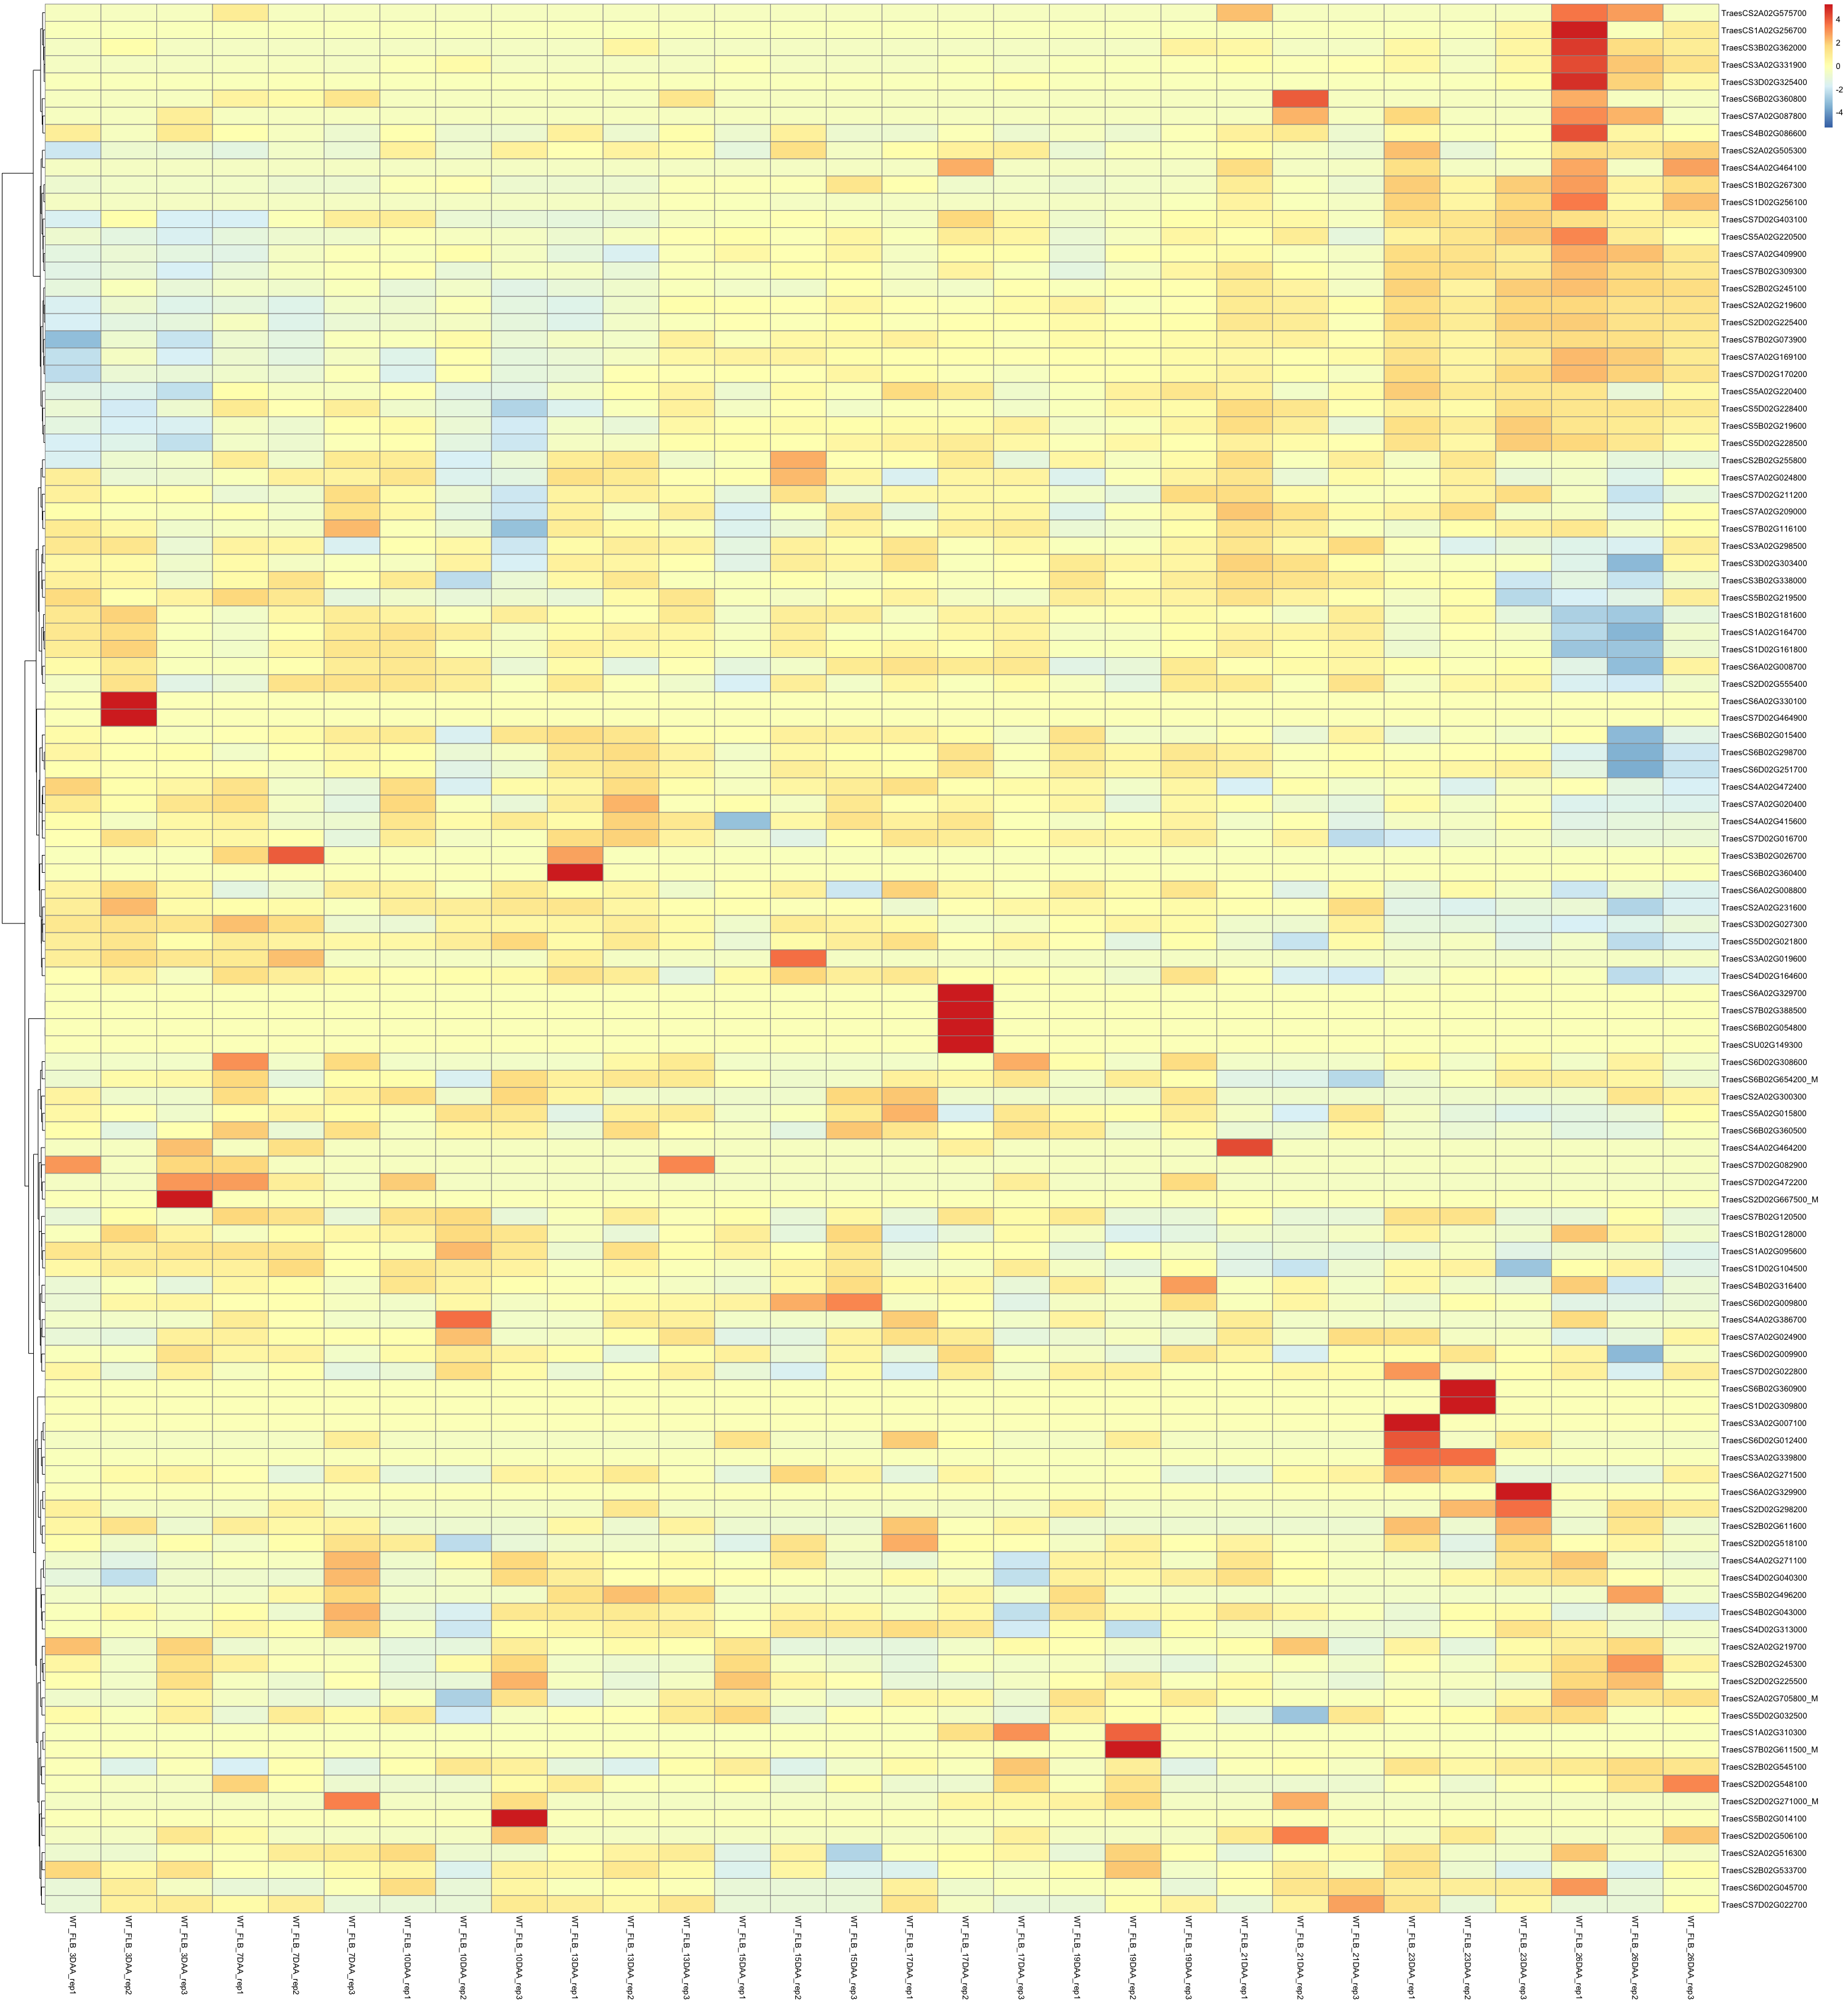 TraesCS2A02G575700
TraesCS1A02G256700
TraesCS3B02G362000
TraesCS3A02G331900
TraesCS3D02G325400
TraesCS6B02G360800
TraesCS7A02G087800
TraesCS4B02G086600
TraesCS2A02G505300
TraesCS4A02G464100
TraesCS1B02G267300
TraesCS1D02G256100
TraesCS7D02G403100
TraesCS5A02G220500
TraesCS7A02G409900
TraesCS7B02G309300
TraesCS2B02G245100
TraesCS2A02G219600
TraesCS2D02G225400
TraesCS7B02G073900
TraesCS7A02G169100
TraesCS7D02G170200
TraesCS5A02G220400
TraesCS5D02G228400
TraesCS5B02G219600
TraesCS5D02G228500
TraesCS2B02G255800
TraesCS7A02G024800
TraesCS7D02G211200
TraesCS7A02G209000
TraesCS7B02G116100
TraesCS3A02G298500
TraesCS3D02G303400
TraesCS3B02G338000
TraesCS5B02G219500
TraesCS1B02G181600
TraesCS1A02G164700
TraesCS1D02G161800
TraesCS6A02G008700
TraesCS2D02G555400
TraesCS6A02G330100
TraesCS7D02G464900
TraesCS6B02G015400
TraesCS6B02G298700
TraesCS6D02G251700
TraesCS4A02G472400
TraesCS7A02G020400
TraesCS4A02G415600
TraesCS7D02G016700
TraesCS3B02G026700
TraesCS6B02G360400
TraesCS6A02G008800
TraesCS2A02G231600
TraesCS3D02G027300
TraesCS5D02G021800
TraesCS3A02G019600
TraesCS4D02G164600
TraesCS6A02G329700
TraesCS7B02G388500
TraesCS6B02G054800
TraesCSU02G149300
TraesCS6D02G308600
TraesCS6B02G654200_M
TraesCS2A02G300300
TraesCS5A02G015800
TraesCS6B02G360500
TraesCS4A02G464200
TraesCS7D02G082900
TraesCS7D02G472200
TraesCS2D02G667500_M
TraesCS7B02G120500
TraesCS1B02G128000
TraesCS1A02G095600
TraesCS1D02G104500
TraesCS4B02G316400
TraesCS6D02G009800
TraesCS4A02G386700
TraesCS7A02G024900
TraesCS6D02G009900
TraesCS7D02G022800
TraesCS6B02G360900
TraesCS1D02G309800
TraesCS3A02G007100
TraesCS6D02G012400
TraesCS3A02G339800
TraesCS6A02G271500
TraesCS6A02G329900
TraesCS2D02G298200
TraesCS2B02G611600
TraesCS2D02G518100
TraesCS4A02G271100
TraesCS4D02G040300
TraesCS5B02G496200
TraesCS4B02G043000
TraesCS4D02G313000
TraesCS2A02G219700
TraesCS2B02G245300
TraesCS2D02G225500
TraesCS2A02G705800_M
TraesCS5D02G032500
TraesCS1A02G310300
TraesCS7B02G611500_M
TraesCS2B02G545100
TraesCS2D02G548100
TraesCS2D02G271000_M
TraesCS5B02G014100
TraesCS2D02G506100
TraesCS2A02G516300
TraesCS2B02G533700
TraesCS6D02G045700
TraesCS7D02G022700
4
2
0
-2
-4
WT_FLB_3DAA_rep1
WT_FLB_3DAA_rep2
WT_FLB_3DAA_rep3
WT_FLB_7DAA_rep1
WT_FLB_7DAA_rep2
WT_FLB_7DAA_rep3
WT_FLB_10DAA_rep1
WT_FLB_10DAA_rep2
WT_FLB_10DAA_rep3
WT_FLB_13DAA_rep1
WT_FLB_13DAA_rep2
WT_FLB_13DAA_rep3
WT_FLB_15DAA_rep1
WT_FLB_15DAA_rep2
WT_FLB_15DAA_rep3
WT_FLB_17DAA_rep1
WT_FLB_17DAA_rep2
WT_FLB_17DAA_rep3
WT_FLB_19DAA_rep1
WT_FLB_19DAA_rep2
WT_FLB_19DAA_rep3
WT_FLB_21DAA_rep1
WT_FLB_21DAA_rep2
WT_FLB_21DAA_rep3
WT_FLB_23DAA_rep1
WT_FLB_23DAA_rep2
WT_FLB_23DAA_rep3
WT_FLB_26DAA_rep1
WT_FLB_26DAA_rep2
WT_FLB_26DAA_rep3